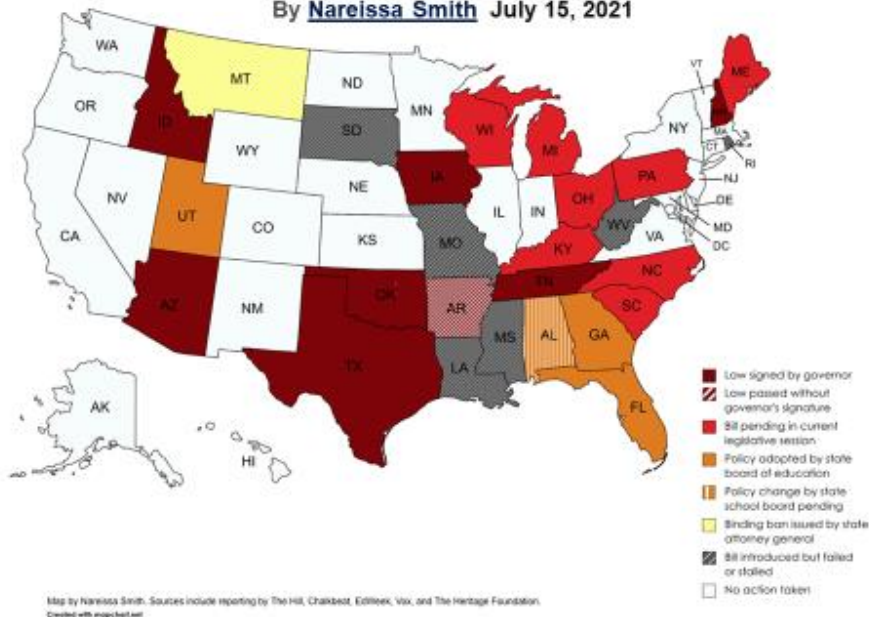 By Nareissa Smith July 15, 2021
WA
MT
ND
MN
VT
ME
OR
ID
SD
WI
MI
NY
MA
CT
RI
WY
IA
PA
NJ
NV
NE
IL
IN
OH
DE
UT
CO
KS
MO
WV
VA
MD
DC
CA
KY
AZ
NM
OK
AR
TN
NC
SC
TX
LA
MS
AL
GA
FL
AK
HI
Law signed by governor
Law passed without
governor's signature
Bill pending in current
legislative session
Policy adopted by state
board of education
Policy change by state
school board pending
Binding ban issued by state
attorney general
Bill introduced but failed
or stalled
No action taken
Map by Nareissa Smith. Sources include reporting by The Hill, Chalkbeat, EdWeek, Vox, and The Heritage Foundation.
Created with mapchart.net